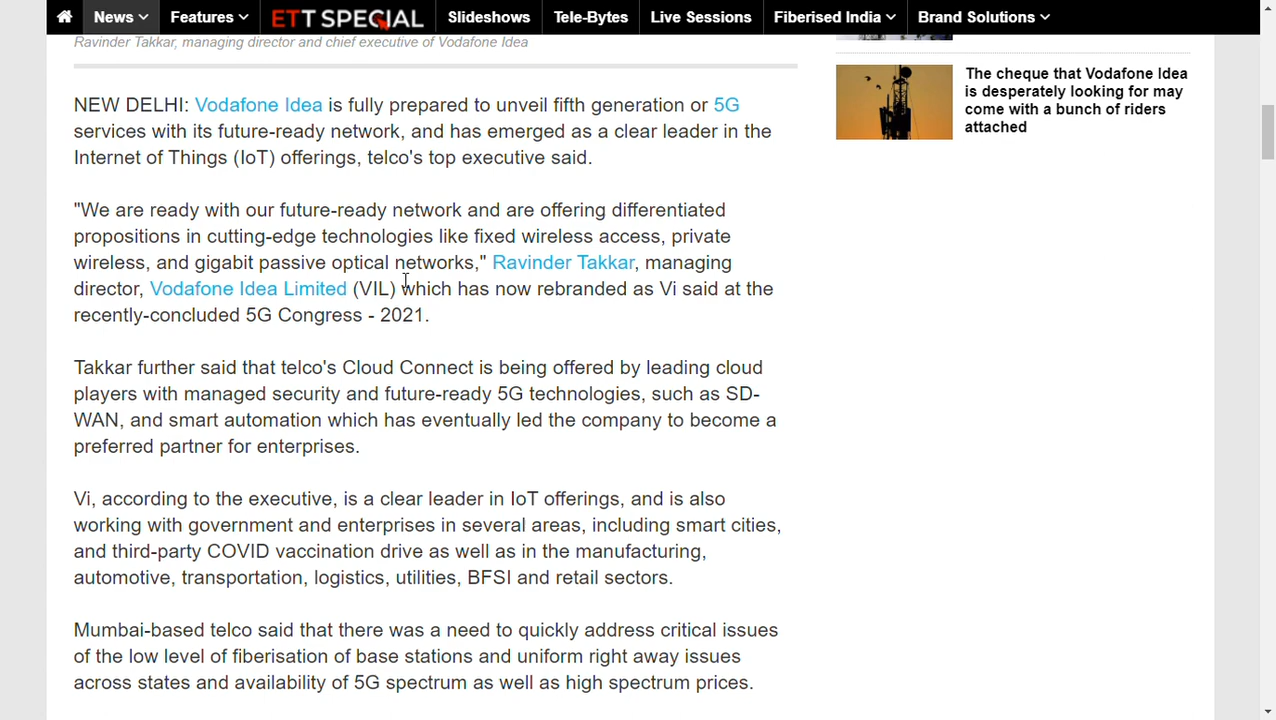 News Features ETT SPECIAL Slideshows Tele-Bytes Live Sessions Fiberised India Brand Solutions
Ravinder Takkar, managing director and chief executive of Vodafone Idea
NEW DELHI: Vodafone Idea is fully prepared to unveil fifth generation or 5G
services with its future-ready network, and has emerged as a clear leader in the
Internet of Things (IoT) offerings, telco's top executive said.
"We are ready with our future-ready network and are offering differentiated
propositions in cutting-edge technologies like fixed wireless access, private
wireless, and gigabit passive optical networks," Ravinder Takkar, managing
director, Vodafone Idea Limited (VIL) which has now rebranded as Vi said at the
recently-concluded 5G Congress - 2021.
Takkar further said that telco's Cloud Connect is being offered by leading cloud
players with managed security and future-ready 5G technologies, such as SD-
WAN, and smart automation which has eventually led the company to become a
preferred partner for enterprises.
Vi, according to the executive, is a clear leader in IoT offerings, and is also
working with government and enterprises in several areas, including smart cities,
and third-party COVID vaccination drive as well as in the manufacturing,
automotive, transportation, logistics, utilities, BFSI and retail sectors.
Mumbai-based telco said that there was a need to quickly address critical issues
of the low level of fiberisation of base stations and uniform right away issues
across states and availability of 5G spectrum as well as high spectrum prices.
The cheque that Vodafone Idea
is desperately looking for may
come with a bunch of riders
attached